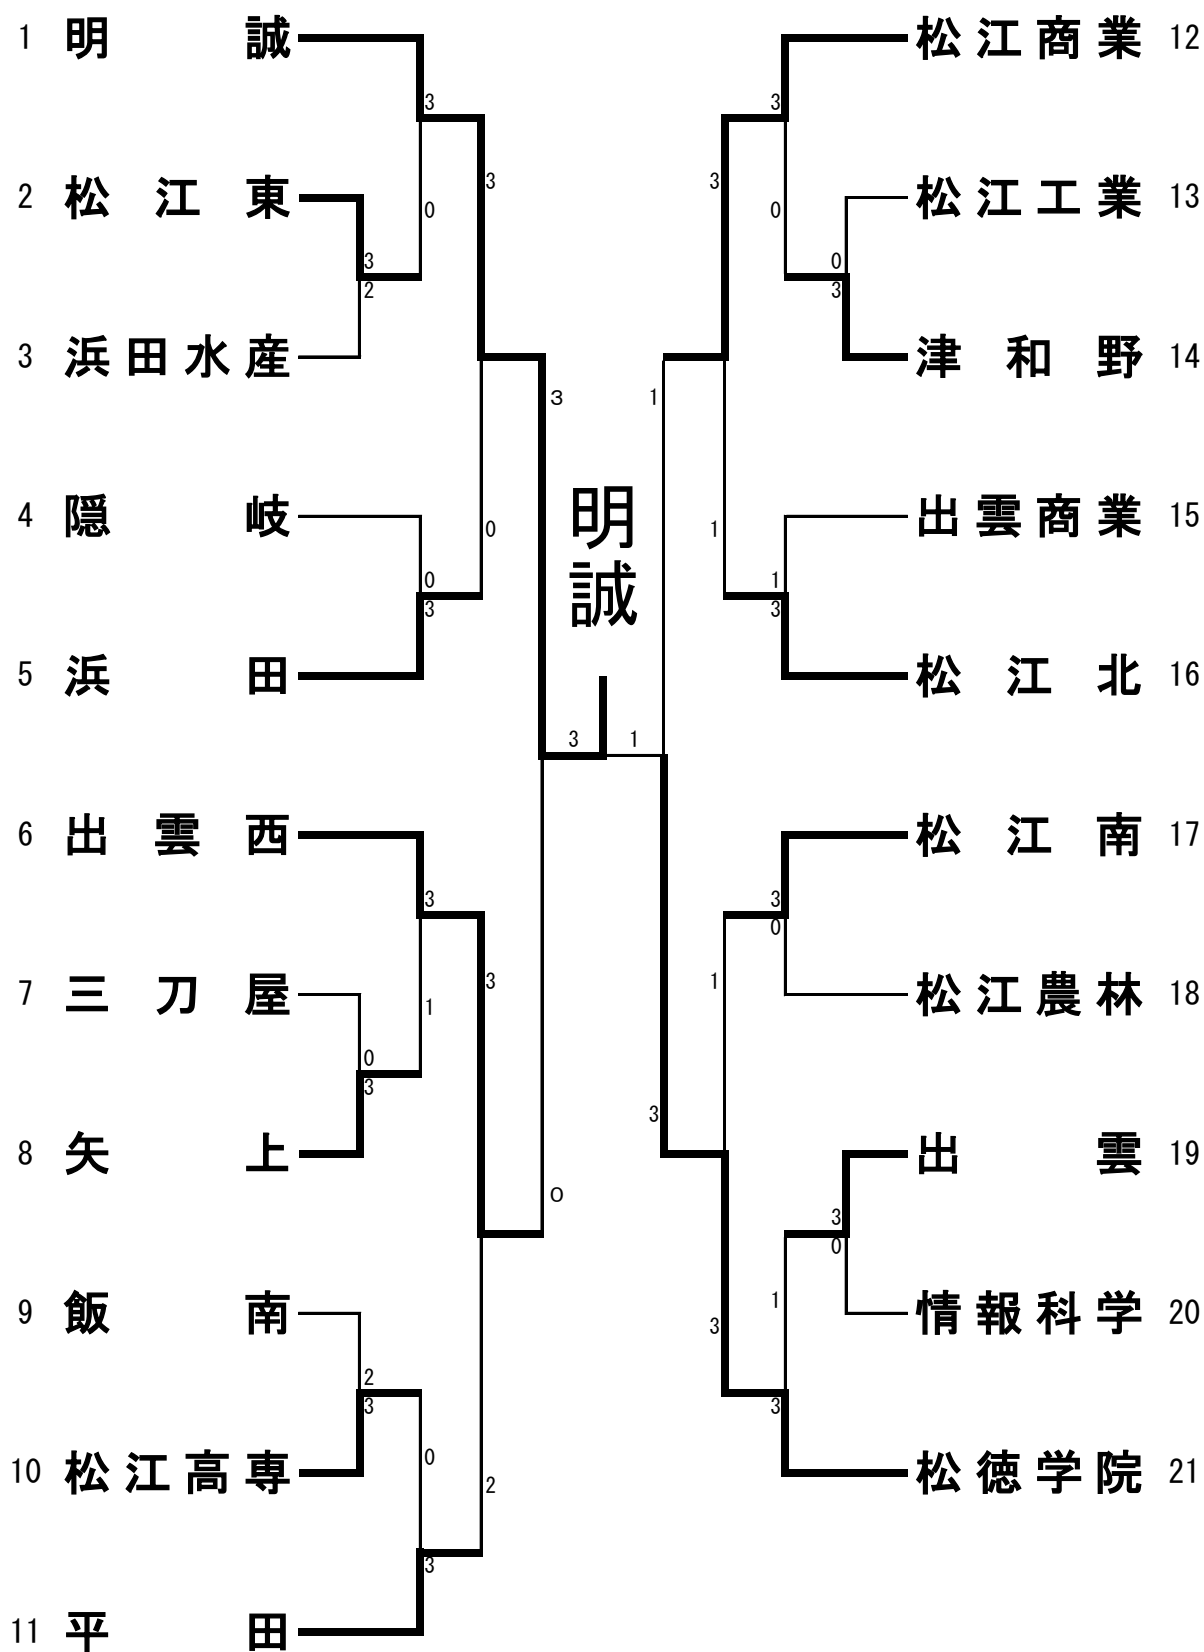 1 明誠
3
3
0
2 松江東
3
2
3 浜田水産
3
4 隠岐
0
0
3
5 浜田
3
6 出雲西
3
3
7 三刀屋
1
0
3
8 矢上
0
9 飯南
2
3
0
10 松江高専
2
3
11 平田
明誠
3 1
松江商業 12
3
3
松江工業 13
0
0
3
津和野 14
1
出雲商業 15
1
1
3
松江北 16
松江南 17
3
0
1
松江農林 18
3
出雲 19
3
0
1
情報科学 20
3
3
松徳学院 21